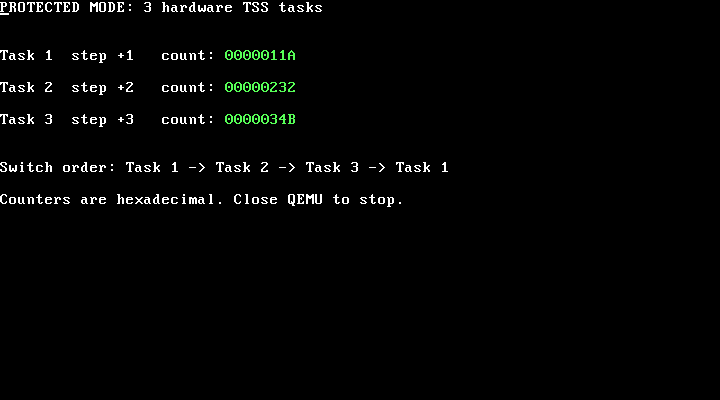 PROTECTED MODE: 3 hardware TSS tasks
Task 1  step +1   count: 0000011A
Task 2  step +2   count: 00000232
Task 3  step +3   count: 0000034B
Switch order: Task 1 -> Task 2 -> Task 3 -> Task 1
Counters are hexadecimal. Close QEMU to stop.